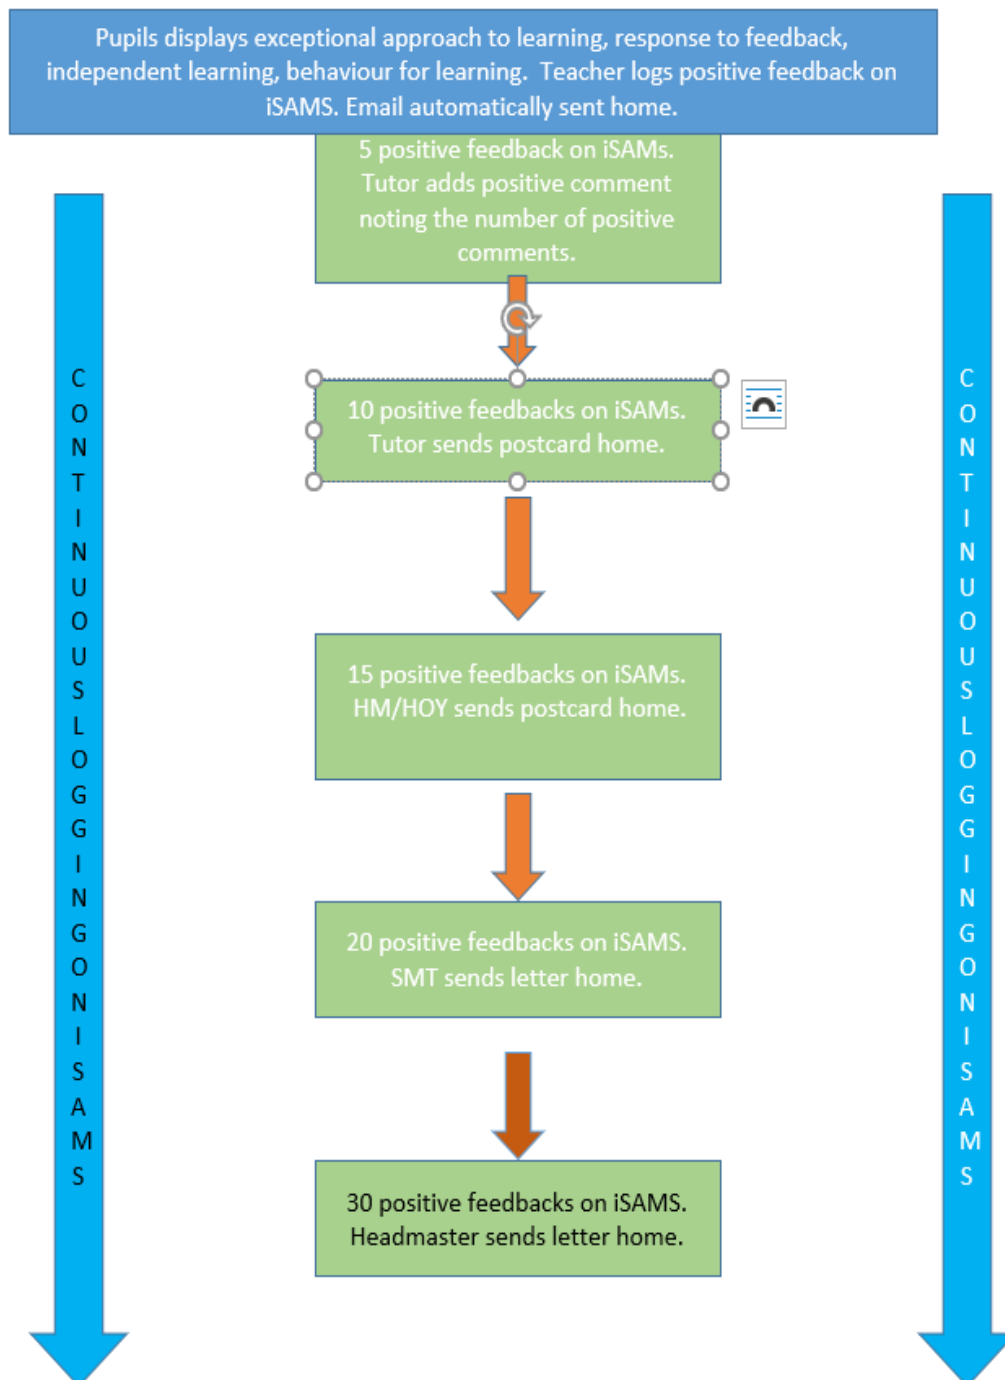 Pupils displays exceptional approach to learning, response to feedback,
independent learning, behaviour for learning. Teacher logs positive feedback on
iSAMS. Email automatically sent home.
5 positive feedback on iSAMs.
Tutor adds positive comment
noting the number of positive
comments.
10 positive feedbacks on iSAMs.
Tutor sends postcard home.
15 positive feedbacks on iSAMs.
HM/HOY sends postcard home.
20 positive feedbacks on iSAMS.
SMT sends letter home.
30 positive feedbacks on iSAMS.
Headmaster sends letter home.
CONTINUOUSLOGGINGONISAMS
CONTINUOUSLOGGINGONISAMS